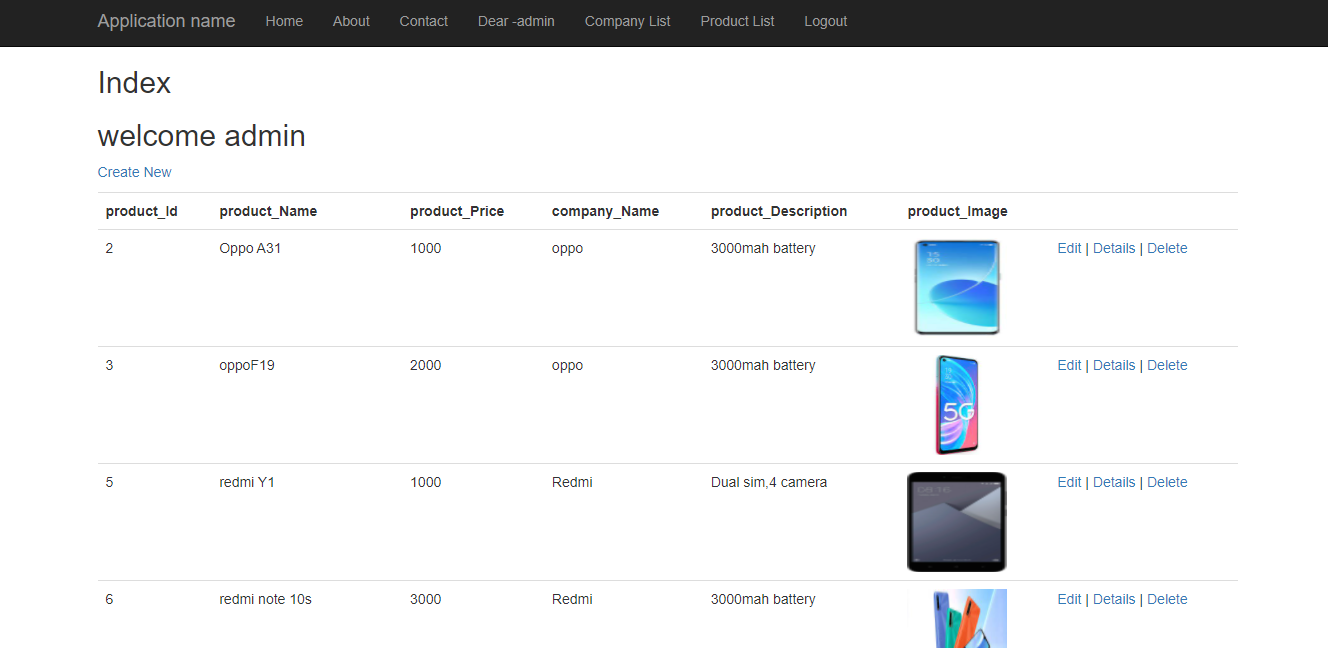 Application name Home About Contact Dear -admin Company List Product List Logout
Index
welcome admin
Create New
product_Id product_Name product_Price company_Name product_Description product_Image
2 Oppo A31 1000 oppo 3000mah battery Edit | Details | Delete
3 oppoF19 2000 oppo 3000mah battery Edit | Details | Delete
5G
5 redmi Y1 1000 Redmi Dual sim,4 camera Edit | Details | Delete
6 redmi note 10s 3000 Redmi 3000mah battery Edit | Details | Delete